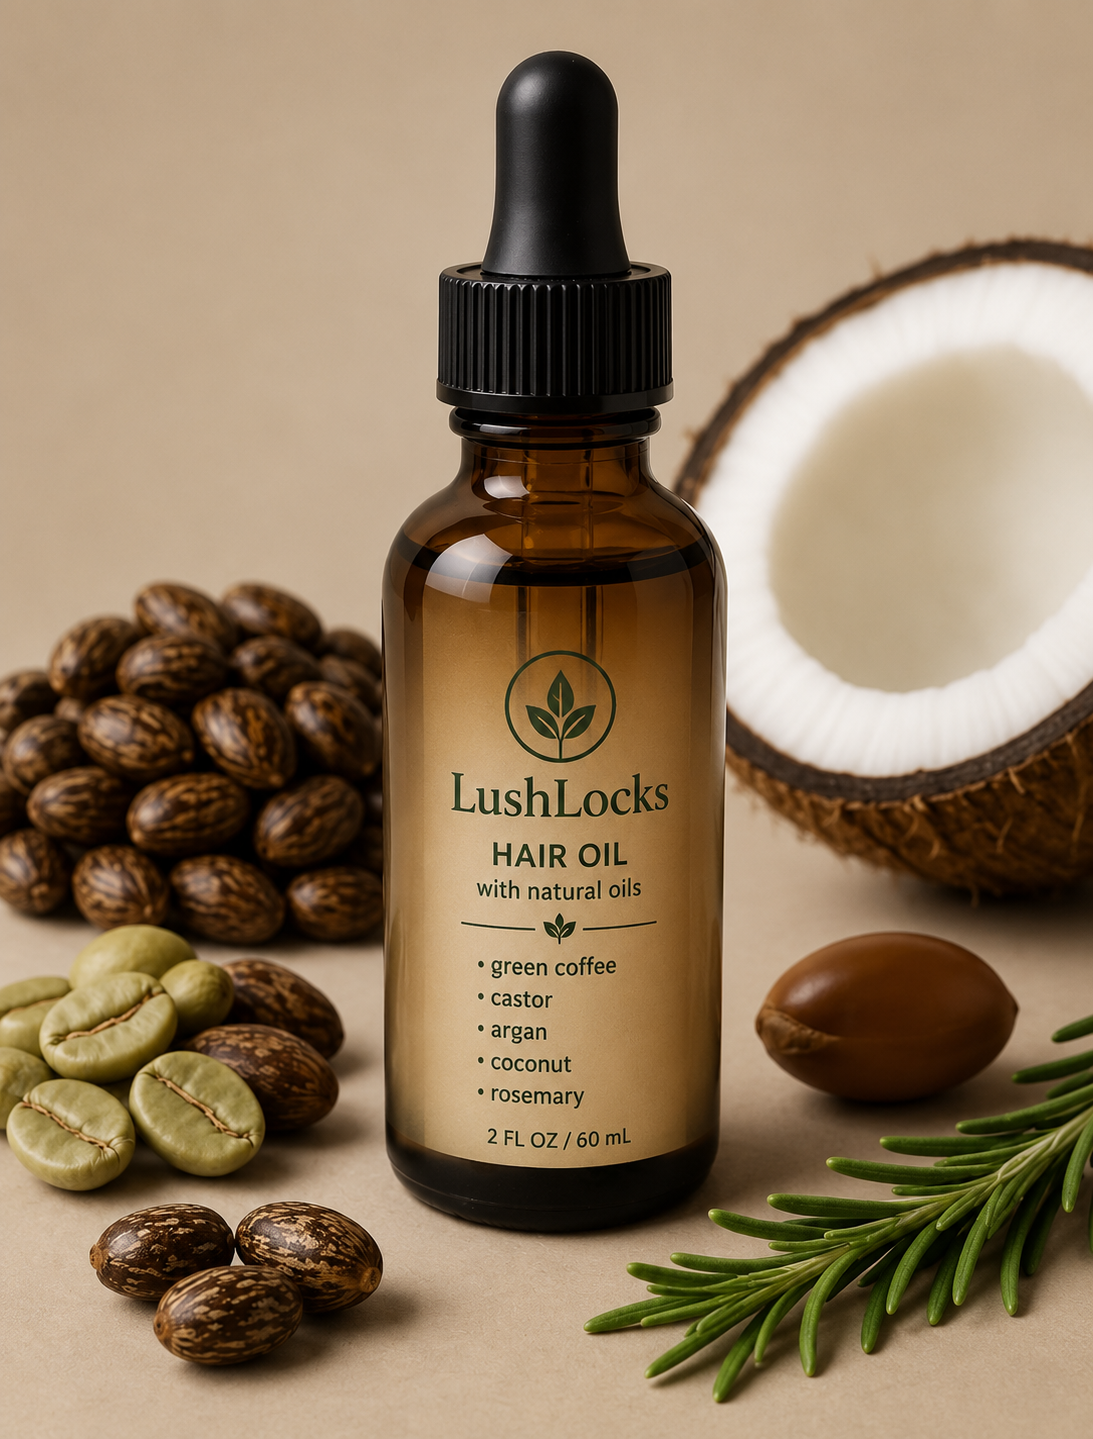 LushLocks
HAIR OIL
with natural oils
• green coffee
• castor
• argan
• coconut
• rosemary
2 FL OZ / 60 mL